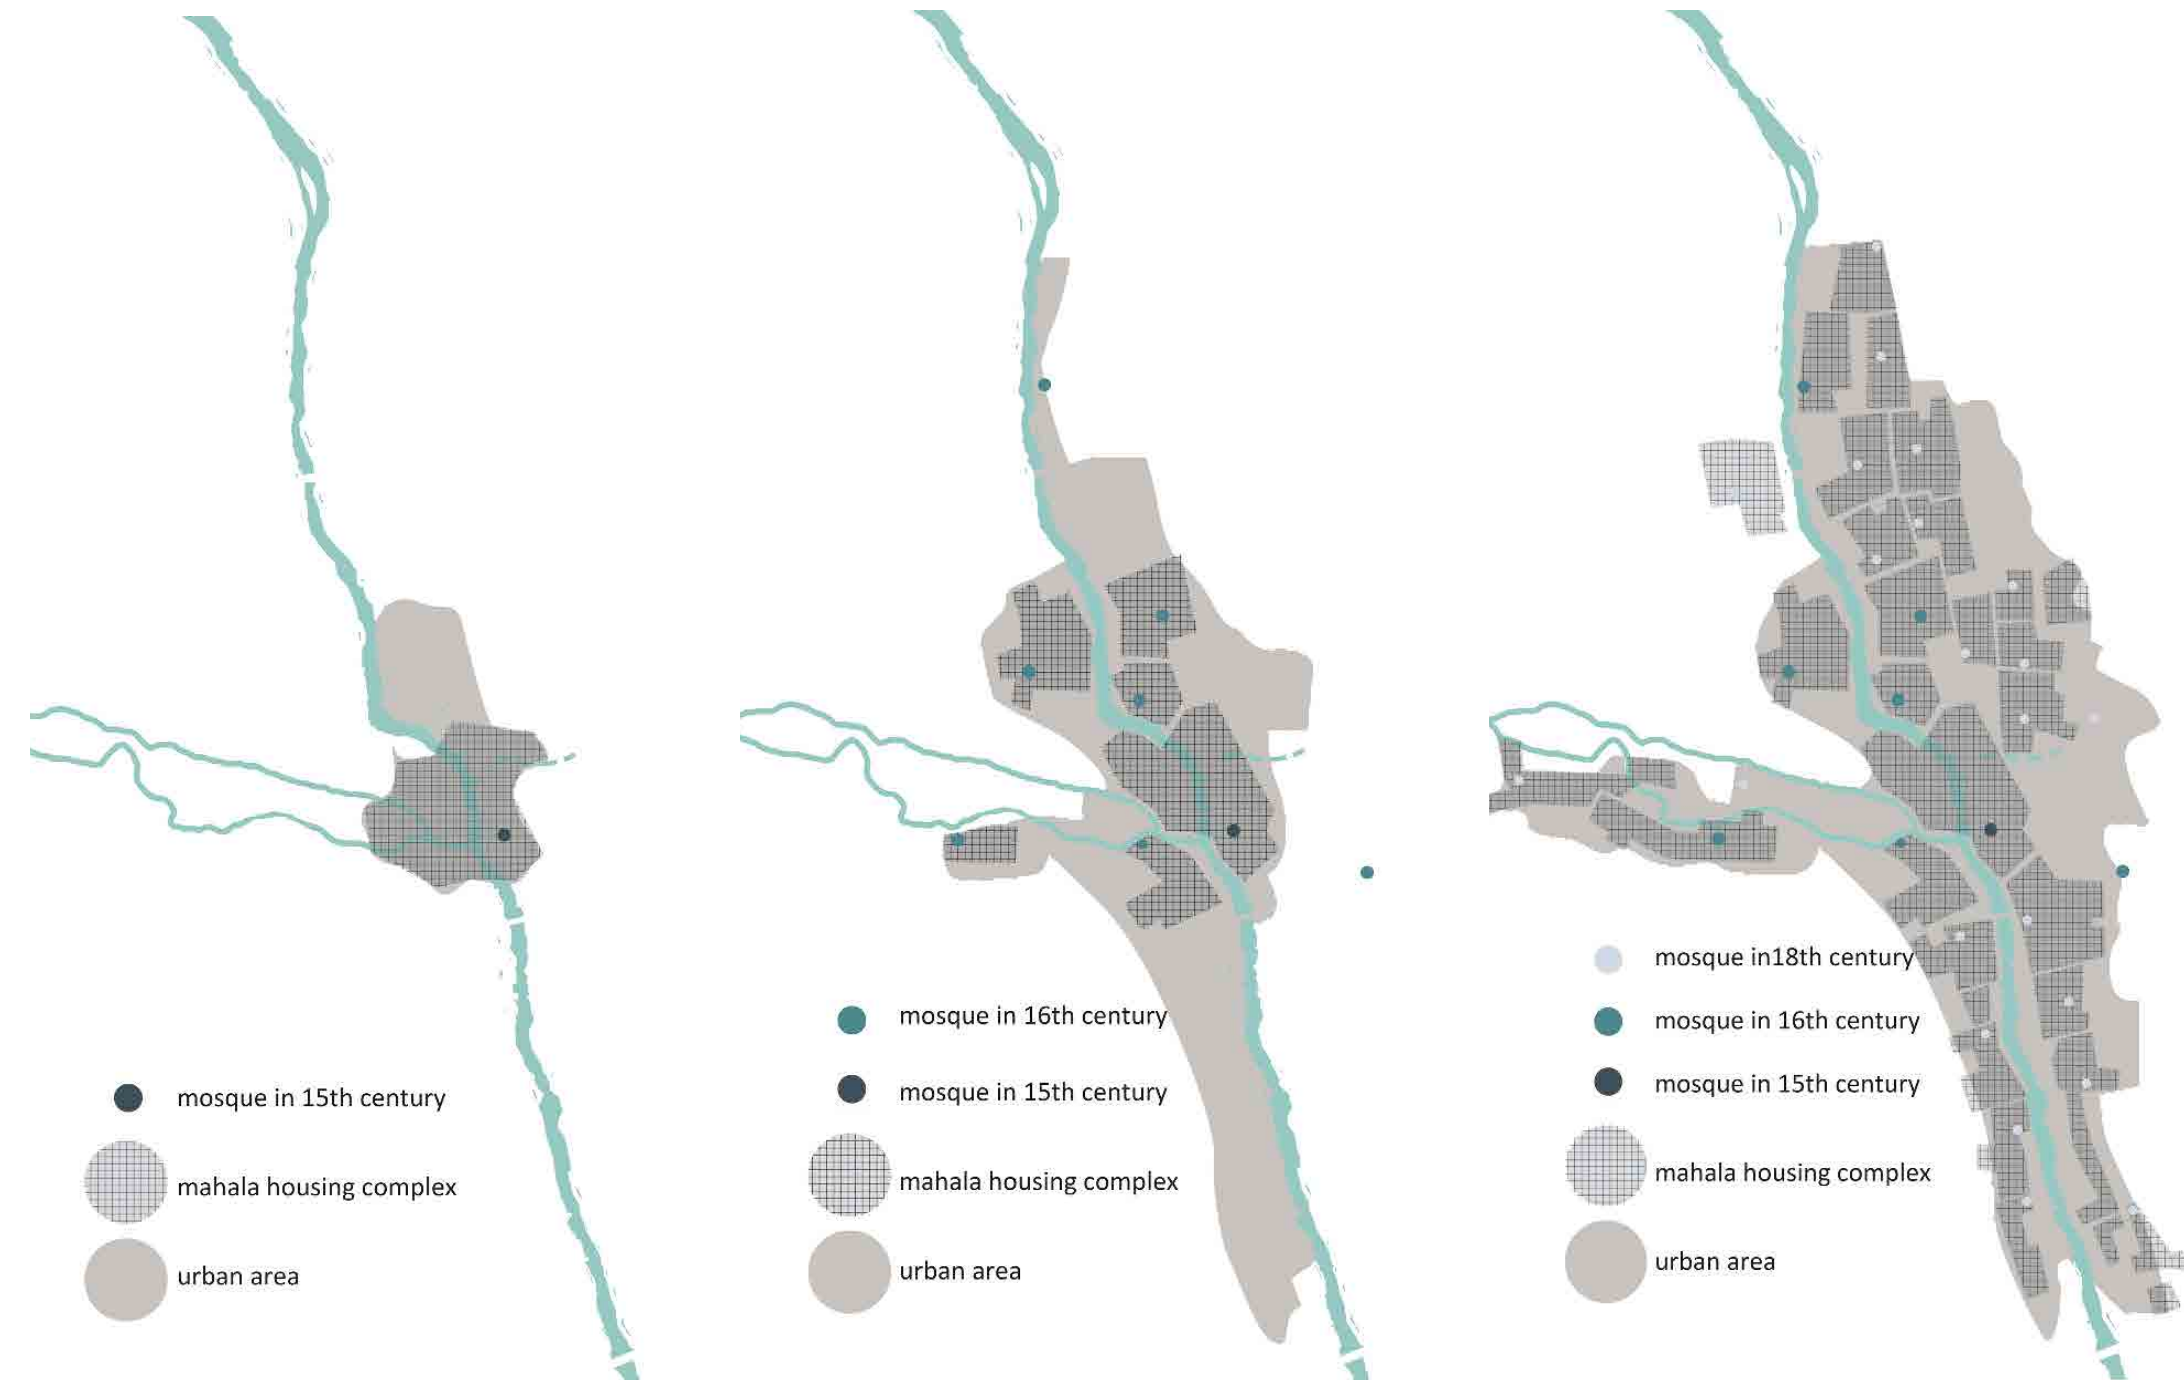 mosque in 15th century
mahala housing complex
urban area
mosque in 16th century
mosque in 15th century
mahala housing complex
urban area
mosque in18th century
mosque in 16th century
mosque in 15th century
mahala housing complex
urban area